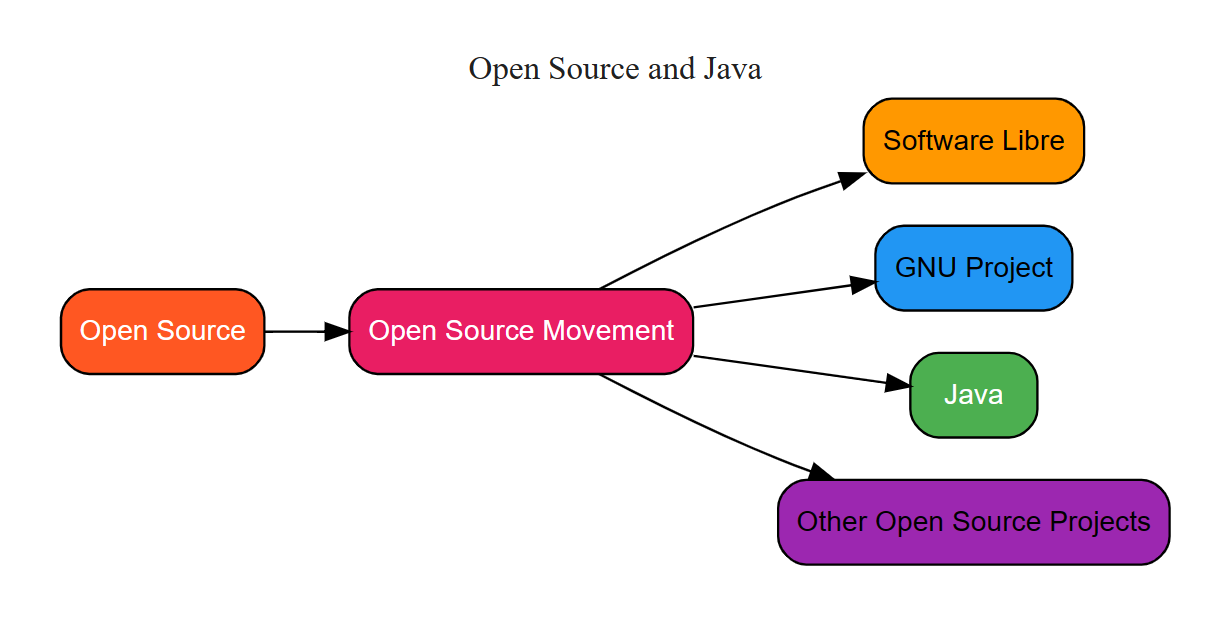 Open Source and Java
Software Libre
GNU Project
Open Source
Open Source Movement
Java
Other Open Source Projects